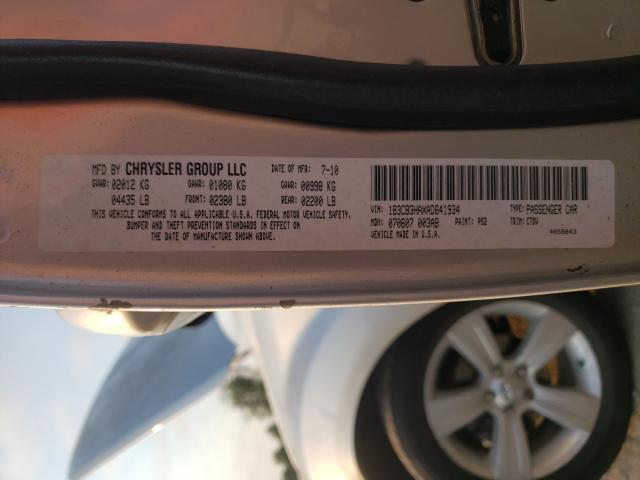 MFD BY CHRYSLER GROUP LLC DATE OF MFR: 7-10
GVWR: 02012 KG GAWR: 01080 KG GAWR: 00998 KG
04435 LB FRONT: 02380 LB REAR: 02200 LB
THIS VEHICLE CONFORMS TO ALL APPLICABLE U.S.A. FEDERAL MOTOR VEHICLE SAFETY,
BUMPER AND THEFT PREVENTION STANDARDS IN EFFECT ON
THE DATE OF MANUFACTURE SHOWN ABOVE.
VIN: 1B3CB3HAXAD641934 TYPE: PASSENGER CAR
MDH: 070607 003AB PAINT: PS2 TRIM: C7DV
VEHICLE MADE IN U.S.A. 4658043